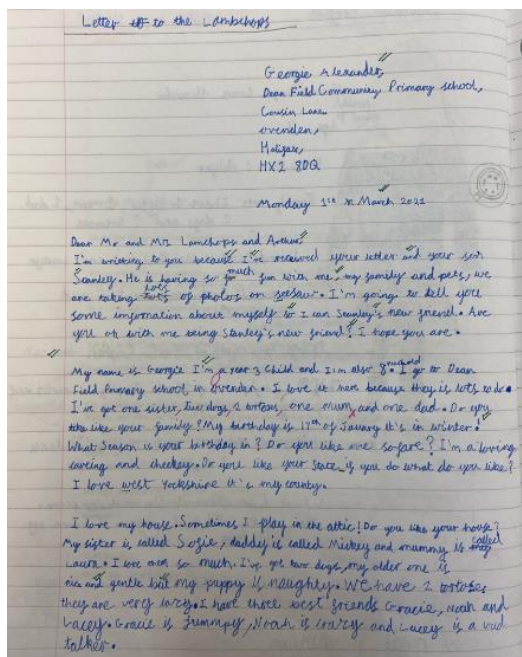 Letter to the Lambchops
Georgie Alexander,
Dean Field Community Primary school,
Cousin Lane
ovenden,
Halifax,
HX2 8DQ
Monday 1st March 2021
Dear Mr and Mrs Lamchops and Arthur
I'm writing to you because I've received your letter and your son
Stanley. He is having so much fun with me, my family and pets, we
are taking lots of photos on seesaw. I'm going to tell you
some information about myself so I can Stanley's new friend. Are
you ok with me being Stanley's new friend? I hope you are.
My name is Georgie I'm a year 3 child and I'm also 8. I go to Dean
Field Primary school in ovenden. I love it here because they is lots to do.
I've got one sister, two dogs, 2 tortoses, one mum and one dad. Do you
like your family? My birthday is 17th of January it's in winter.
What Season is your birthday in? Do you like me sofare? I'm a loving
careing and cheekey. Do you like your State if you do what do you like?
I love west Yorkshire it's my county.
I love my house. Sometimes I play in the attic! Do you like your house?
My sister is called Sofie, daddy is called Mickey and mummy is called
Laura. I love them so much. I've got two dogs, my older one is
nice and gentle but my puppy is naughty. We have 2 tortoses
they are very lazy. I have three best friends Gracie, Noah and
Lacey. Gracie is jrummpy, Noah is crazy and Lacey is a
talker.